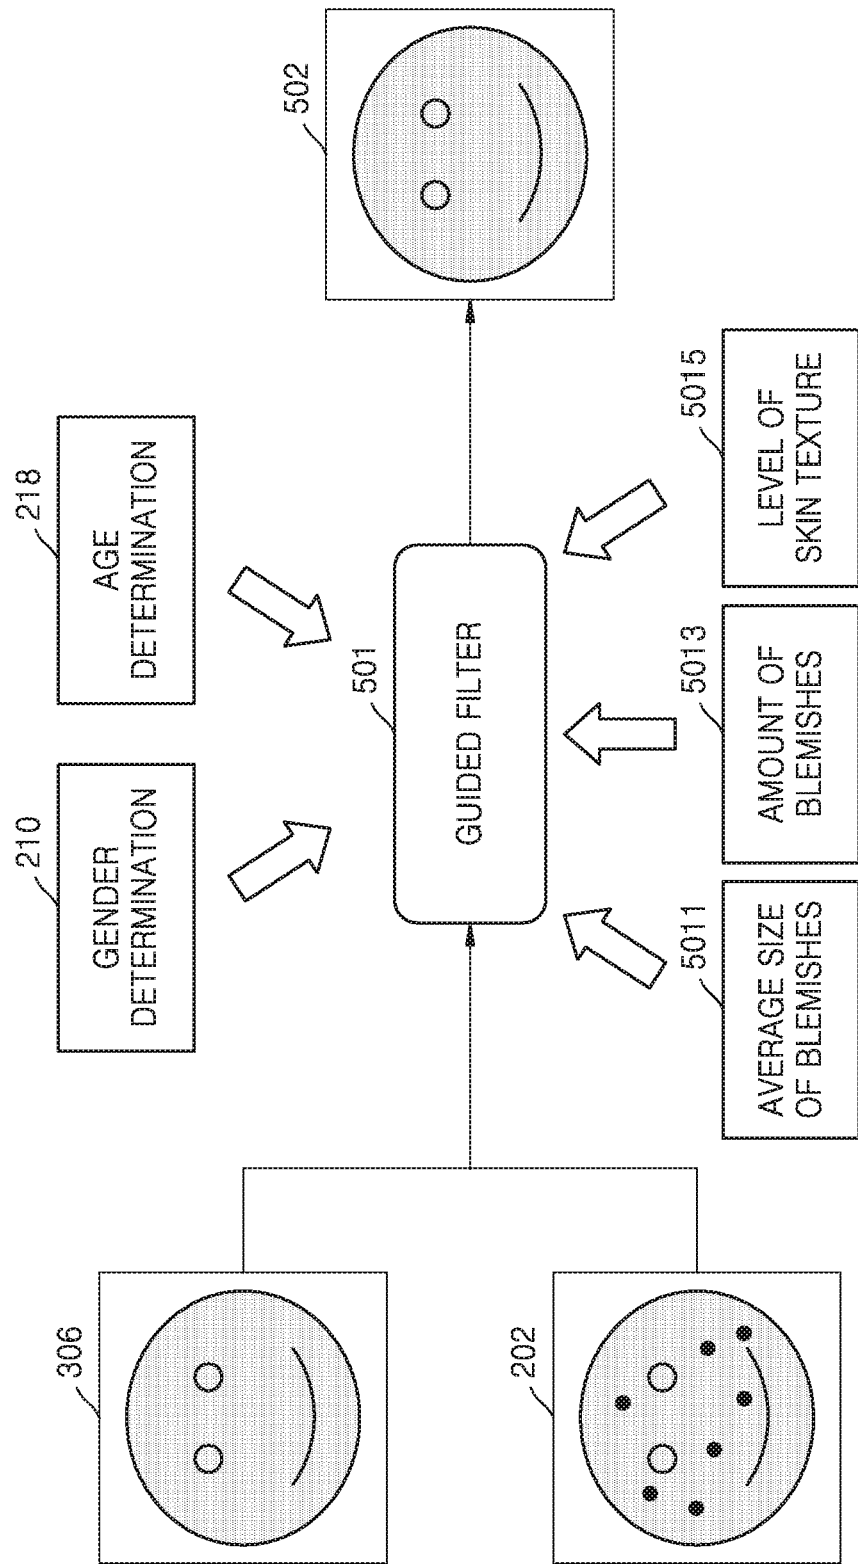 306
202
210
GENDER
DETERMINATION
218
AGE
DETERMINATION
501
GUIDED FILTER
5011
AVERAGE SIZE
OF BLEMISHES
5013
AMOUNT OF
BLEMISHES
5015
LEVEL OF
SKIN TEXTURE
502